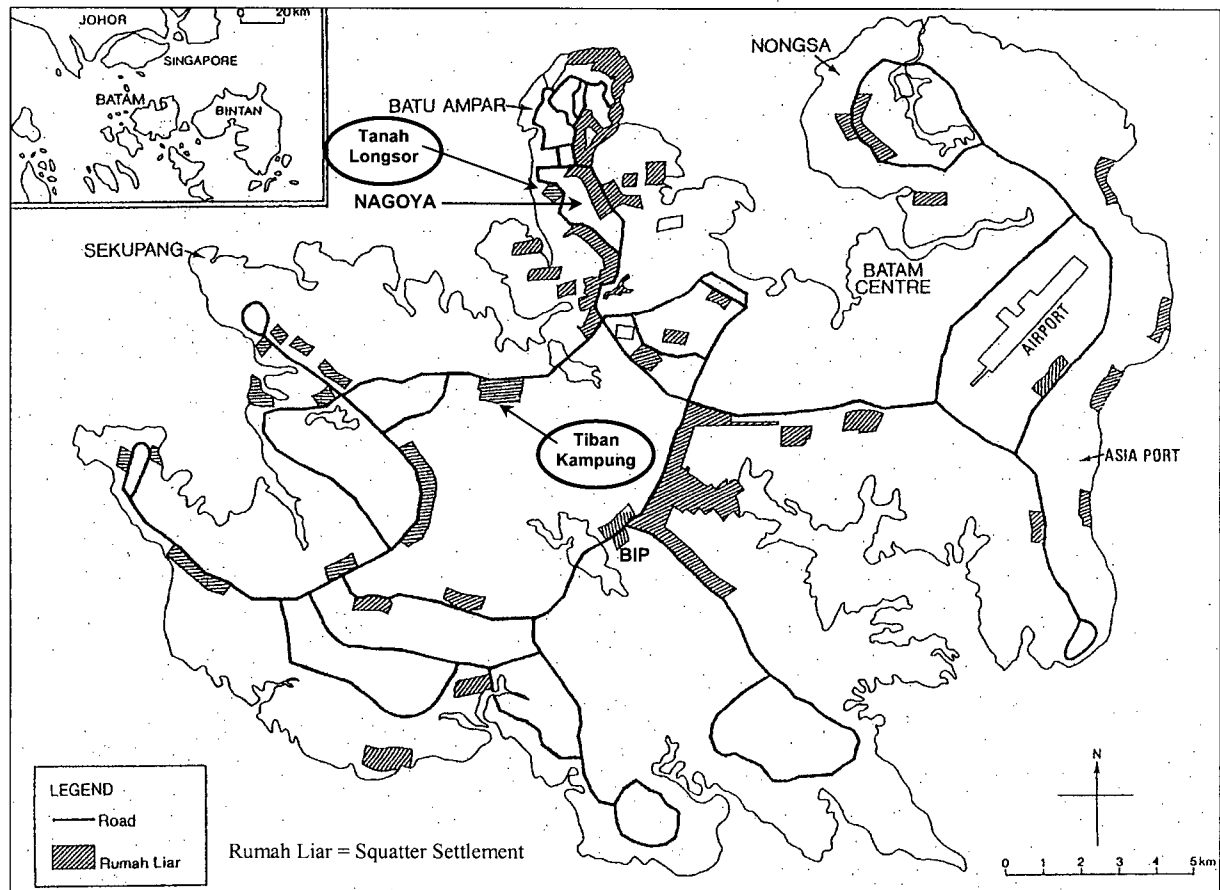 JOHOR
0 20km
SINGAPORE
BATAM
BINTAN
NONGSA
BATU AMPAR
Tanah
Longsor
NAGOYA
SEKUPANG
BATAM
CENTRE
AIRPORT
Tiban
Kampung
ASIA PORT
BIP
LEGEND
Road
Rumah Liar
Rumah Liar = Squatter Settlement
N
0 1 2 3 4 5km